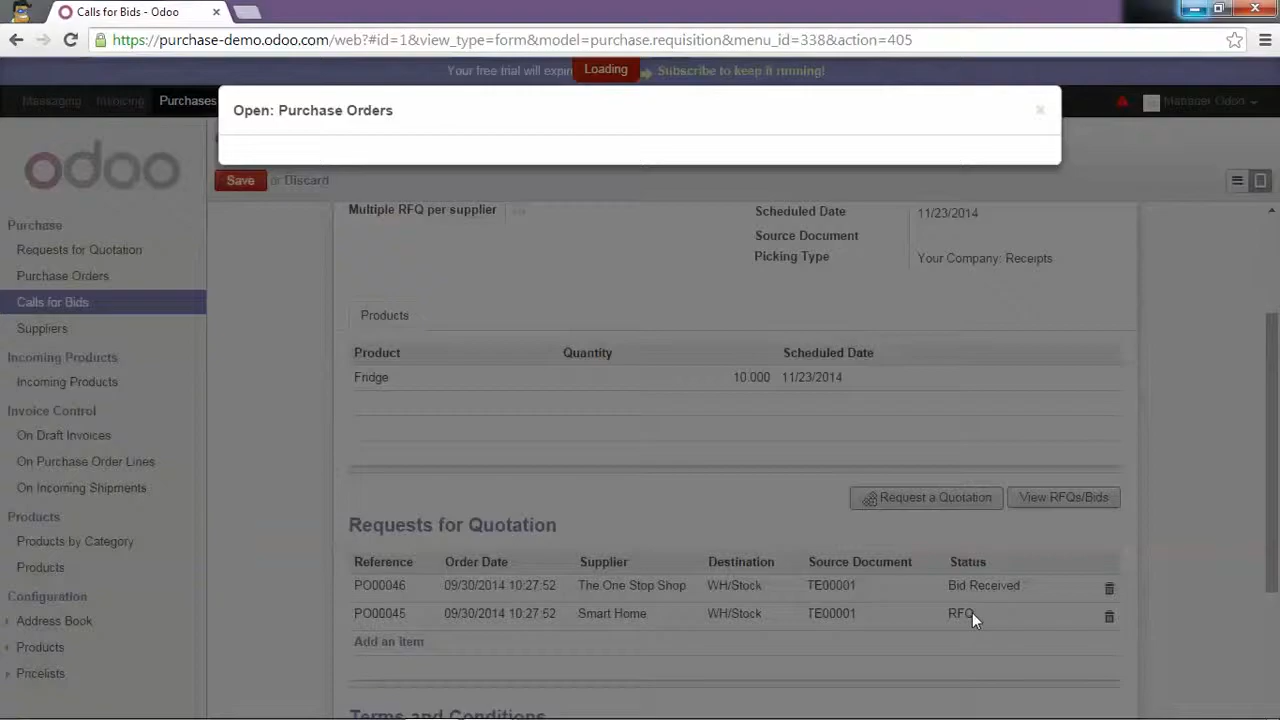 Calls for Bids - Odoo
https://purchase-demo.odoo.com/web?#id=1&view_type=form&model=purchase.requisition&menu_id=338&action=405
Your free trial will expir Loading Subscribe to keep it running!
Messaging Invoicing Purchases Manager Odoo
Open: Purchase Orders
odoo
Save or Discard
Multiple RFQ per supplier
Scheduled Date 11/23/2014
Source Document
Picking Type Your Company: Receipts
Purchase
Requests for Quotation
Purchase Orders
Calls for Bids
Suppliers
Incoming Products
Incoming Products
Invoice Control
On Draft Invoices
On Purchase Order Lines
On Incoming Shipments
Products
Products by Category
Products
Configuration
Address Book
Products
Pricelists
Products
Product Quantity Scheduled Date
Fridge 10.000 11/23/2014
Request a Quotation View RFQs/Bids
Requests for Quotation
Reference Order Date Supplier Destination Source Document Status
PO00046 09/30/2014 10:27:52 The One Stop Shop WH/Stock TE00001 Bid Received
PO00045 09/30/2014 10:27:52 Smart Home WH/Stock TE00001 RFQ
Add an item
Terms and Conditions